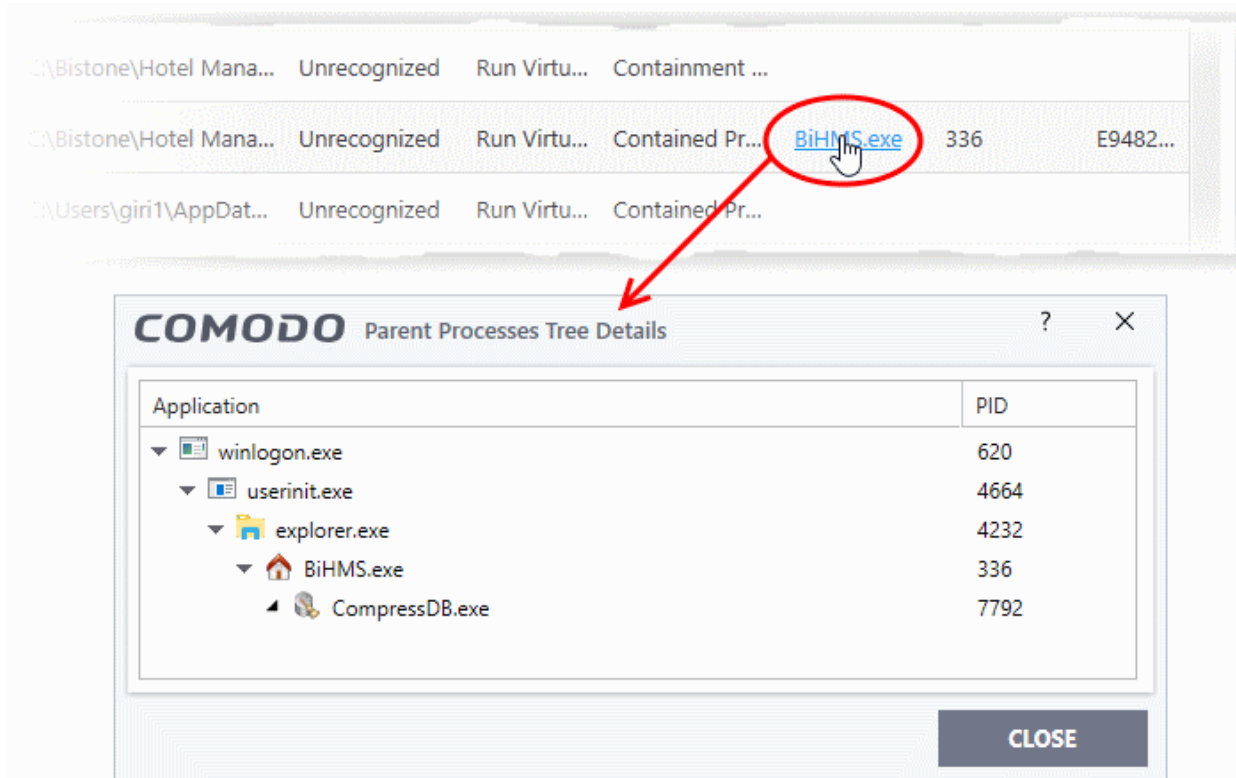 C:\Bistone\Hotel Mana... Unrecognized Run Virtu... Containment ...
C:\Bistone\Hotel Mana... Unrecognized Run Virtu... Contained Pr... BiHMS.exe 336 E9482...
C:\Users\giri1\AppDat... Unrecognized Run Virtu... Contained Pr...
COMODO Parent Processes Tree Details ? X
Application PID
winlogon.exe 620
userinit.exe 4664
explorer.exe 4232
BiHMS.exe 336
CompressDB.exe 7792
CLOSE